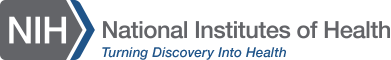 NIH National Institutes of Health
Turning Discovery Into Health